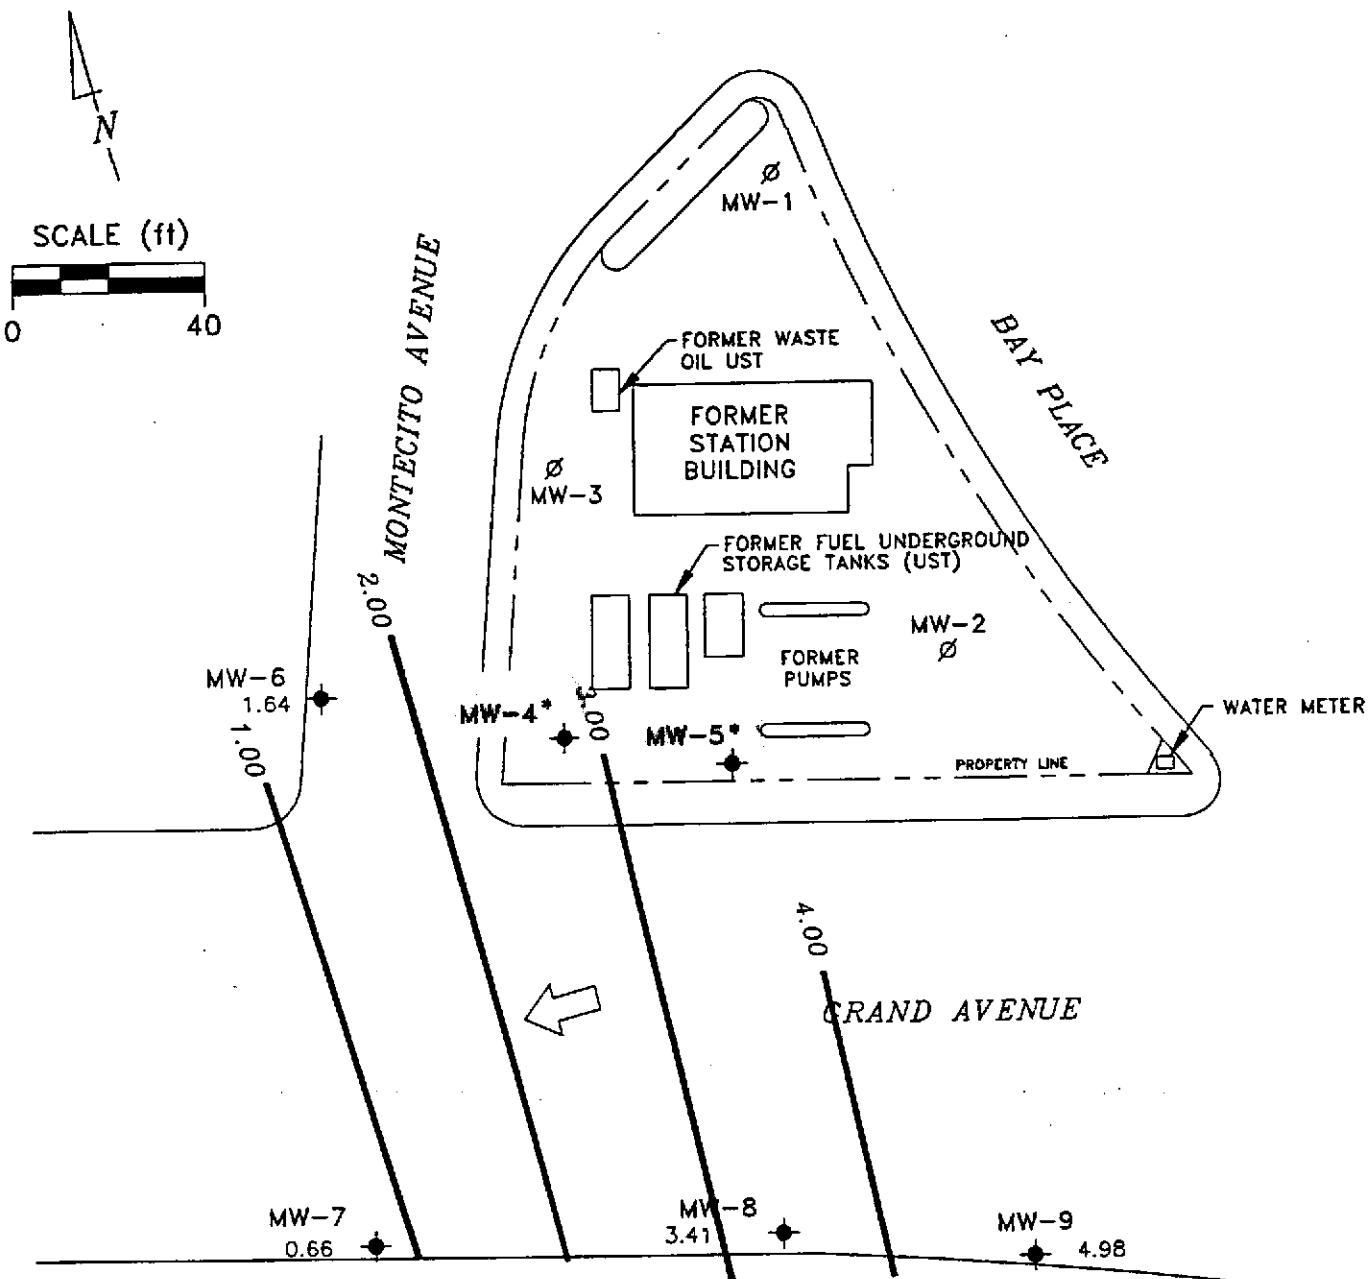 N
SCALE (ft)
0 40
MONTECITO AVENUE
MW-1
BAY PLACE
FORMER WASTE
OIL UST
FORMER
STATION
BUILDING
MW-3
FORMER FUEL UNDERGROUND
STORAGE TANKS (UST)
2.00
MW-2
FORMER
PUMPS
MW-6
1.64
MW-4*
3.00
MW-5*
WATER METER
1.00
PROPERTY LINE
4.00
GRAND AVENUE
MW-7
0.66
MW-8
3.41
MW-9
4.98